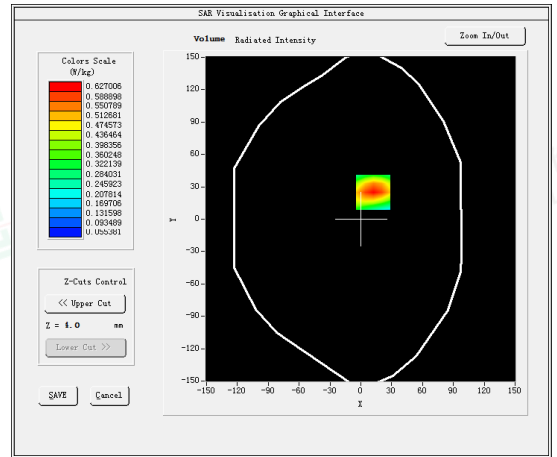 SAR Visualisation Graphical Interface
Volume Radiated Intensity
Zoom In/Out
Colors Scale
(W/kg)
0.627006
0.588898
0.550789
0.512681
0.474573
0.436464
0.398356
0.360248
0.322139
0.284031
0.245923
0.207814
0.169706
0.131598
0.093489
0.055381
Z-Cuts Control
<< Upper Cut
Z = 4.0 mm
Lower Cut >>
SAVE Cancel
150
120
90
60
30
0
-30
-60
-90
-120
-150
Y
-150 -120 -90 -60 -30 0 30 60 90 120 150
X